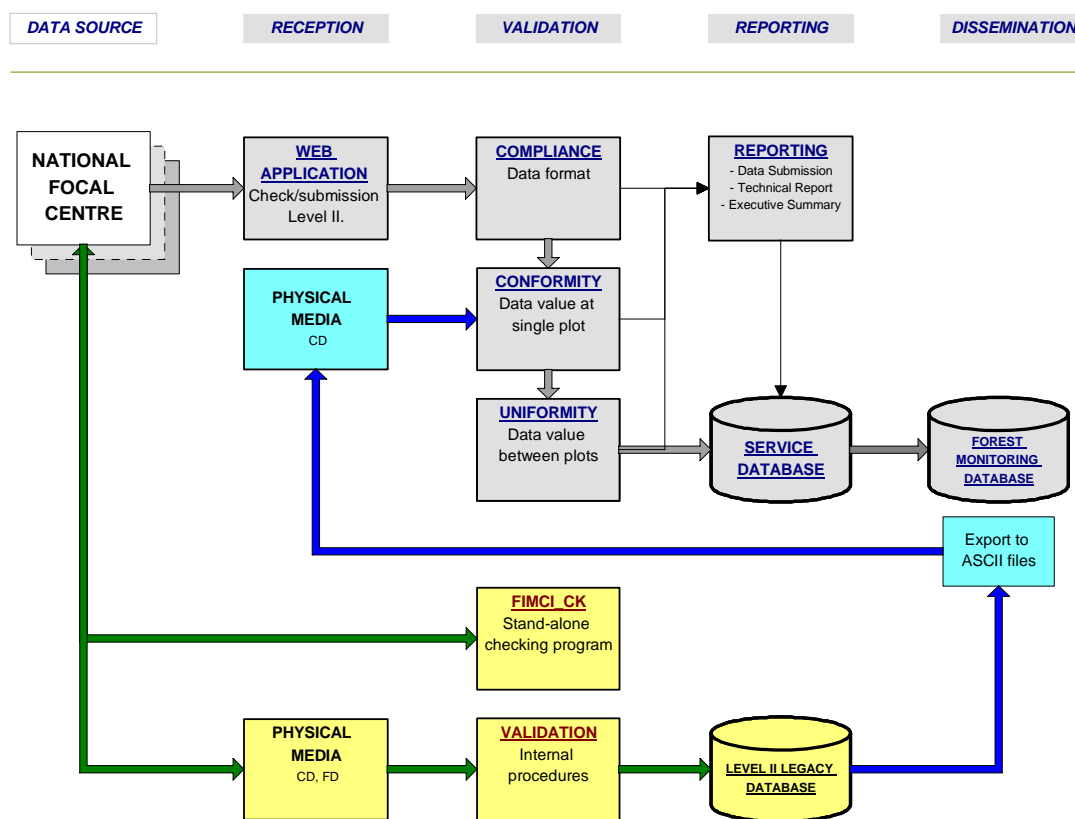 DATA SOURCE
RECEPTION
VALIDATION
REPORTING
DISSEMINATION
NATIONAL
FOCAL
CENTRE
WEB
APPLICATION
Check/submission
Level II.
COMPLIANCE
Data format
REPORTING
- Data Submission
- Technical Report
- Executive Summary
PHYSICAL
MEDIA
CD
CONFORMITY
Data value at
single plot
UNIFORMITY
Data value
between plots
SERVICE
DATABASE
FOREST
MONITORING
DATABASE
Export to
ASCII files
FIMCI_CK
Stand-alone
checking program
PHYSICAL
MEDIA
CD, FD
VALIDATION
Internal
procedures
LEVEL II LEGACY
DATABASE